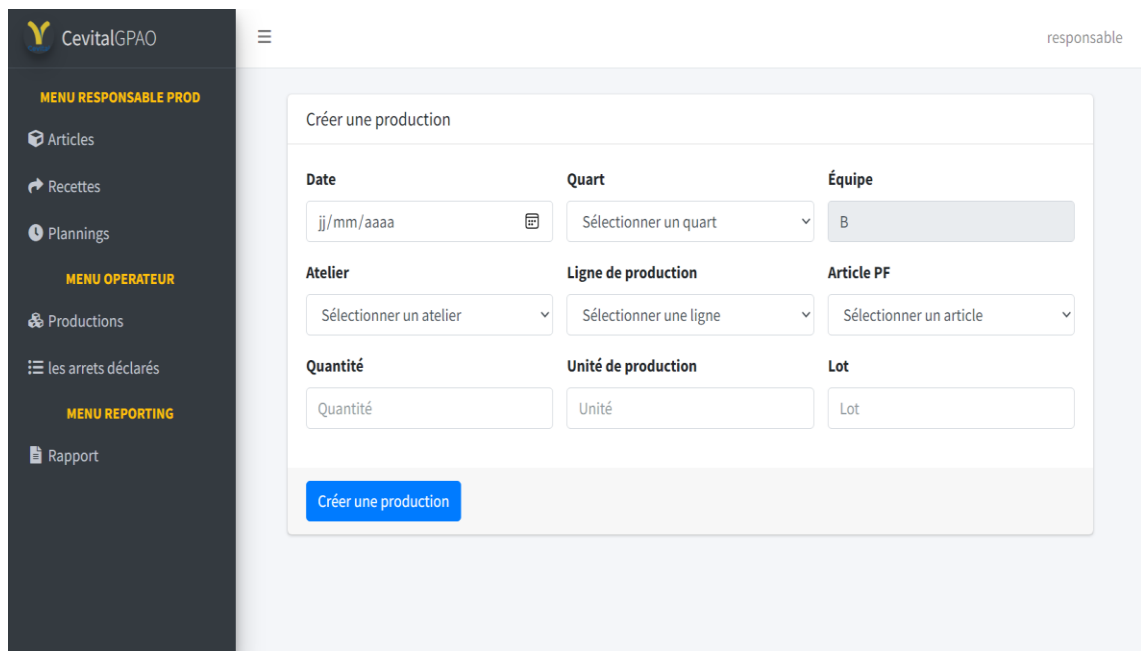 CevitalGPAO
responsable
MENU RESPONSABLE PROD
Articles
Recettes
Plannings
MENU OPERATEUR
Productions
les arrets déclarés
MENU REPORTING
Rapport
Créer une production
Date
Quart
Équipe
jj/mm/aaaa
Sélectionner un quart
B
Atelier
Ligne de production
Article PF
Sélectionner un atelier
Sélectionner une ligne
Sélectionner un article
Quantité
Unité de production
Lot
Quantité
Unité
Lot
Créer une production